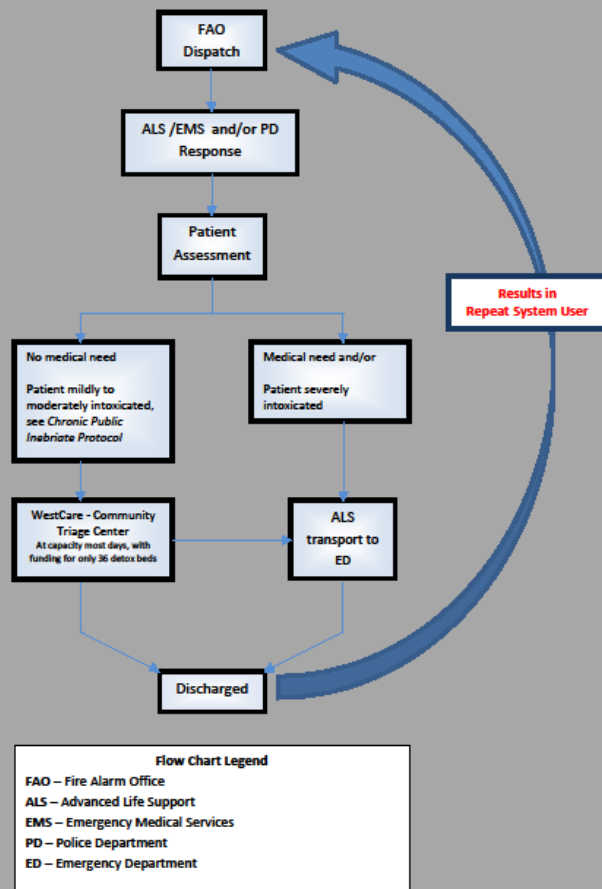 FAO
Dispatch
ALS /EMS and/or PD
Response
Patient
Assessment
Results in
Repeat System User
No medical need
Patient mildly to
moderately intoxicated,
see Chronic Public
Inebriate Protocol
Medical need and/or
Patient severely
intoxicated
WestCare - Community
Triage Center
At capacity most days, with
funding for only 36 detox beds
ALS
transport to
ED
Discharged
Flow Chart Legend
FAO – Fire Alarm Office
ALS – Advanced Life Support
EMS – Emergency Medical Services
PD – Police Department
ED – Emergency Department